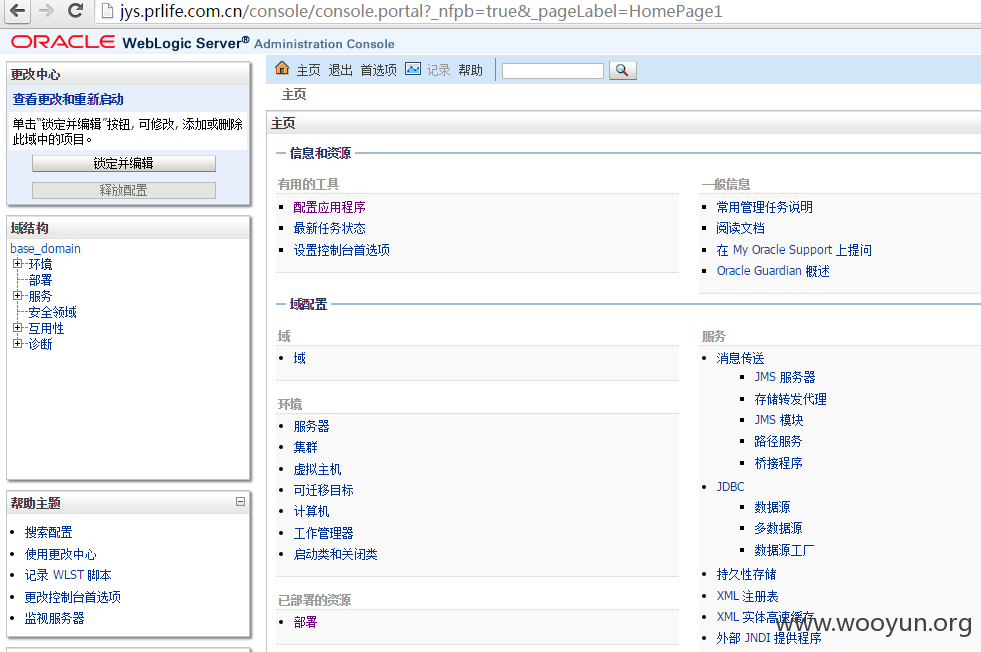 jys.prlife.com.cn/console/console.portal?_nfpb=true&_pageLabel=HomePage1
ORACLE WebLogic Server® Administration Console
更改中心
查看更改和重新启动
单击“锁定并编辑”按钮, 可修改, 添加或删除
此域中的项目。
锁定并编辑
释放配置
域结构
base_domain
环境
部署
服务
安全领域
互用性
诊断
帮助主题
搜索配置
使用更改中心
记录 WLST 脚本
更改控制台首选项
监视服务器
主页 退出 首选项 记录 帮助
主页
主页
信息和资源
有用的工具
配置应用程序
最新任务状态
设置控制台首选项
一般信息
常用管理任务说明
阅读文档
在 My Oracle Support 上提问
Oracle Guardian 概述
域配置
域
域
环境
服务器
集群
虚拟主机
可迁移目标
计算机
工作管理器
启动类和关闭类
已部署的资源
部署
服务
消息传送
JMS 服务器
存储转发代理
JMS 模块
路径服务
桥接程序
JDBC
数据源
多数据源
数据源工厂
持久性存储
XML 注册表
XML 实体高速缓存
外部 JNDI 提供程序
www.wooyun.org